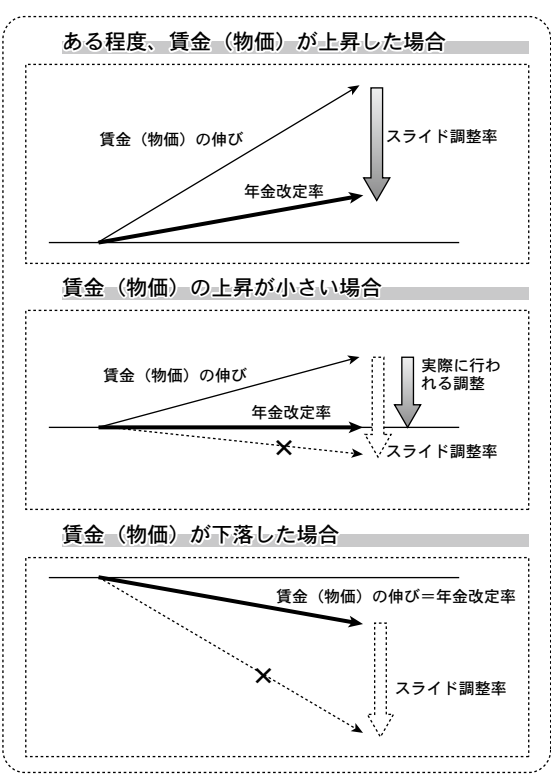 ある程度、賃金（物価）が上昇した場合
賃金（物価）の伸び
スライド調整率
年金改定率
賃金（物価）の上昇が小さい場合
賃金（物価）の伸び
実際に行わ
れる調整
年金改定率
スライド調整率
賃金（物価）が下落した場合
賃金（物価）の伸び＝年金改定率
スライド調整率